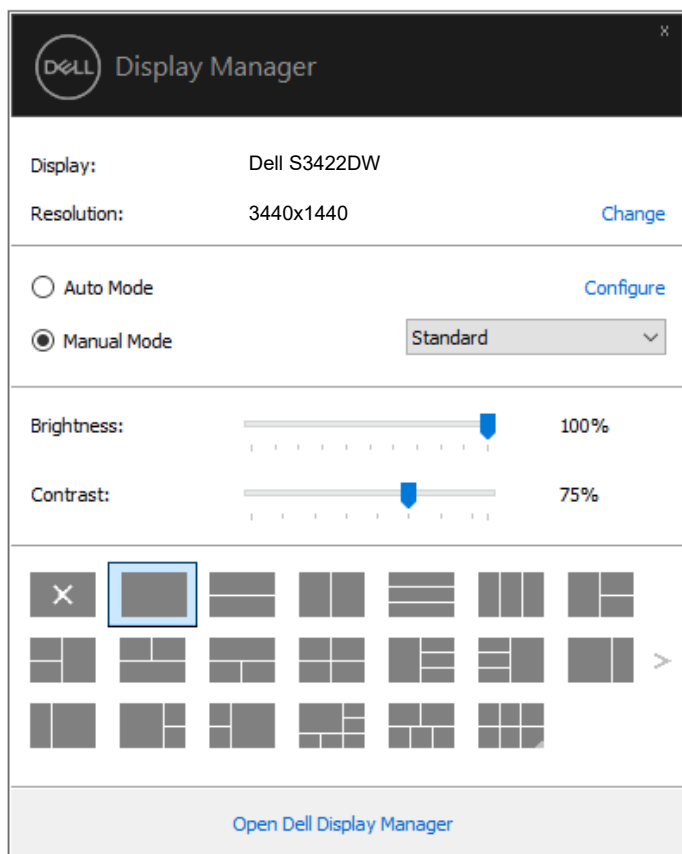 x
DELL Display Manager
Display: Dell S3422DW
Resolution: 3440x1440 Change
Auto Mode Configure
Manual Mode Standard
Brightness: 100%
Contrast: 75%
>
Open Dell Display Manager